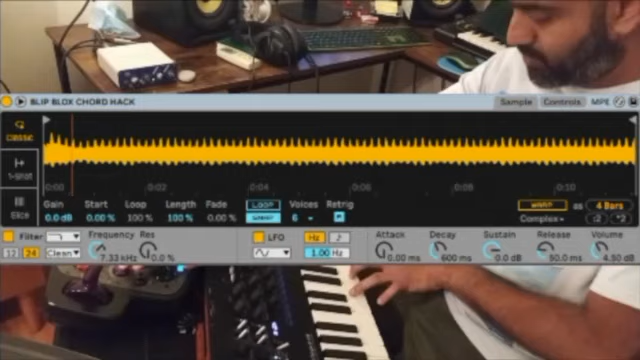 BLIP BLOX CHORD HACK Sample Controls MPE
Classic
1-Shot
Slice
0:00 0:02 0:04 0:06 0:08 0:10
Gain Start Loop Length Fade Loop Voices Retrig WARP as 4 Bars
0.0 dB 0.00 % 100 % 100 % 0.00 % 6 Complex :2 *2
Filter Frequency Res LFO Hz Attack Decay Sustain Release Volume
12 24 Clean 7.33 kHz 0.0 % 1.00 Hz 0.00 ms 600 ms 0.0 dB 50.0 ms